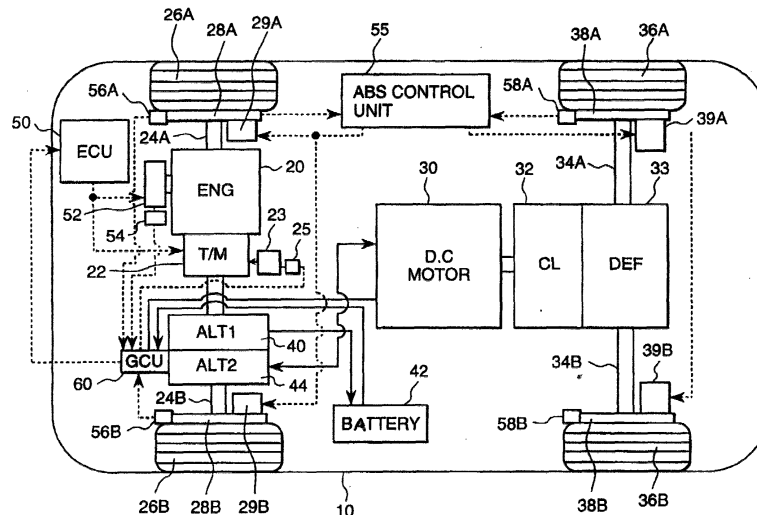 26A 28A 29A 55 38A 36A
56A ABS CONTROL 58A
UNIT
50 24A 39A
ECU 20 34A 33
ENG 30 32
52
54 23 25
T/M D.C CL DEF
22 MOTOR
ALT1
40 34B 39B
GCU ALT2
60 44 42
24B BATTERY
56B 58B
26B 28B 29B 10 38B 36B